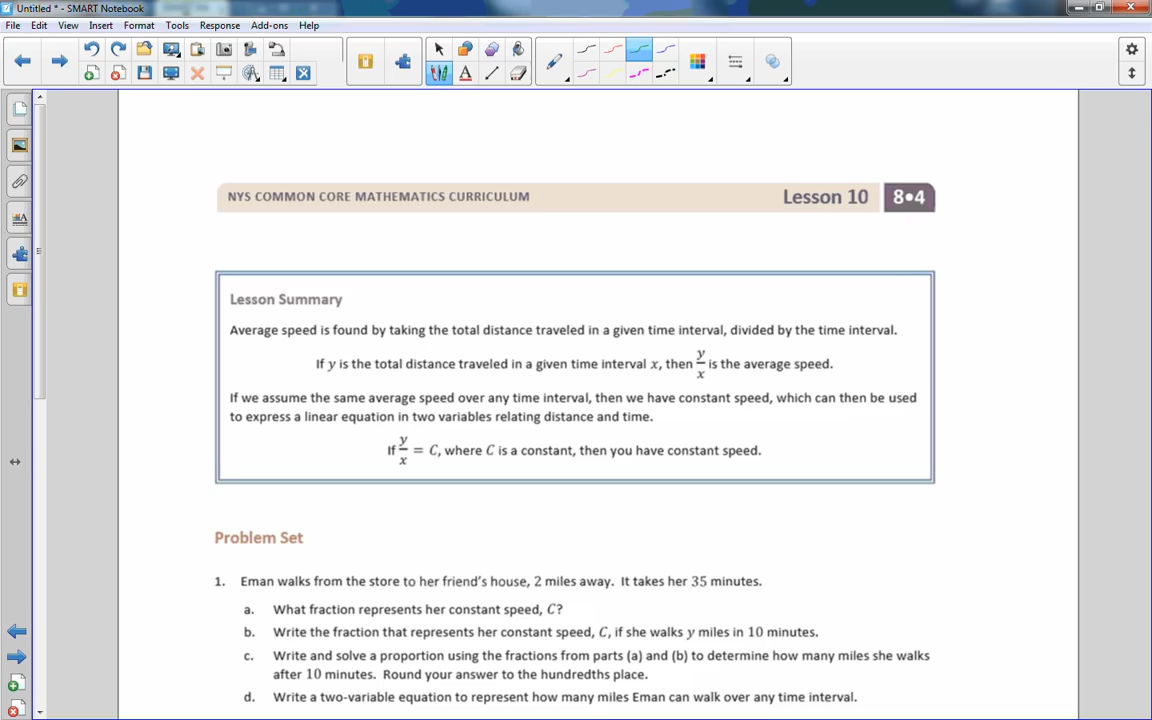 Untitled * - SMART Notebook
File Edit View Insert Format Tools Response Add-ons Help
NYS COMMON CORE MATHEMATICS CURRICULUM Lesson 10 8•4
Lesson Summary
Average speed is found by taking the total distance traveled in a given time interval, divided by the time interval.
If y is the total distance traveled in a given time interval x, then y/x is the average speed.
If we assume the same average speed over any time interval, then we have constant speed, which can then be used
to express a linear equation in two variables relating distance and time.
If y/x = C, where C is a constant, then you have constant speed.
Problem Set
1. Eman walks from the store to her friend's house, 2 miles away. It takes her 35 minutes.
a. What fraction represents her constant speed, C?
b. Write the fraction that represents her constant speed, C, if she walks y miles in 10 minutes.
c. Write and solve a proportion using the fractions from parts (a) and (b) to determine how many miles she walks
after 10 minutes. Round your answer to the hundredths place.
d. Write a two-variable equation to represent how many miles Eman can walk over any time interval.